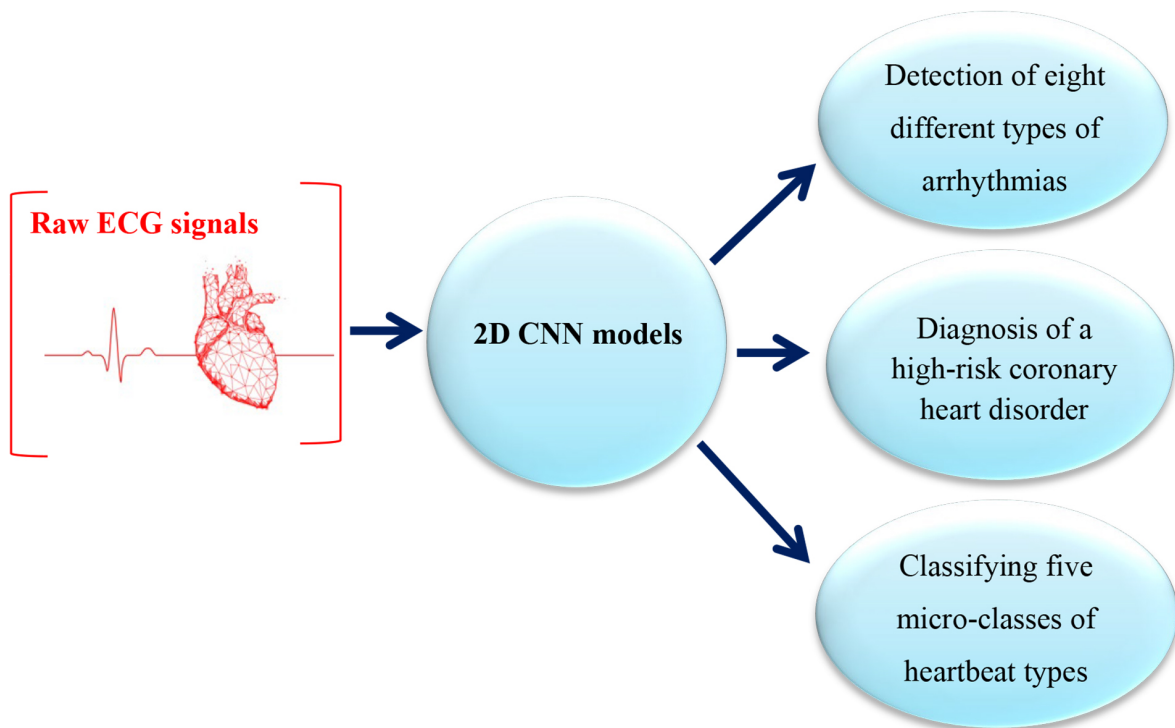 Raw ECG signals
2D CNN models
Detection of eight
different types of
arrhythmias
Diagnosis of a
high-risk coronary
heart disorder
Classifying five
micro-classes of
heartbeat types